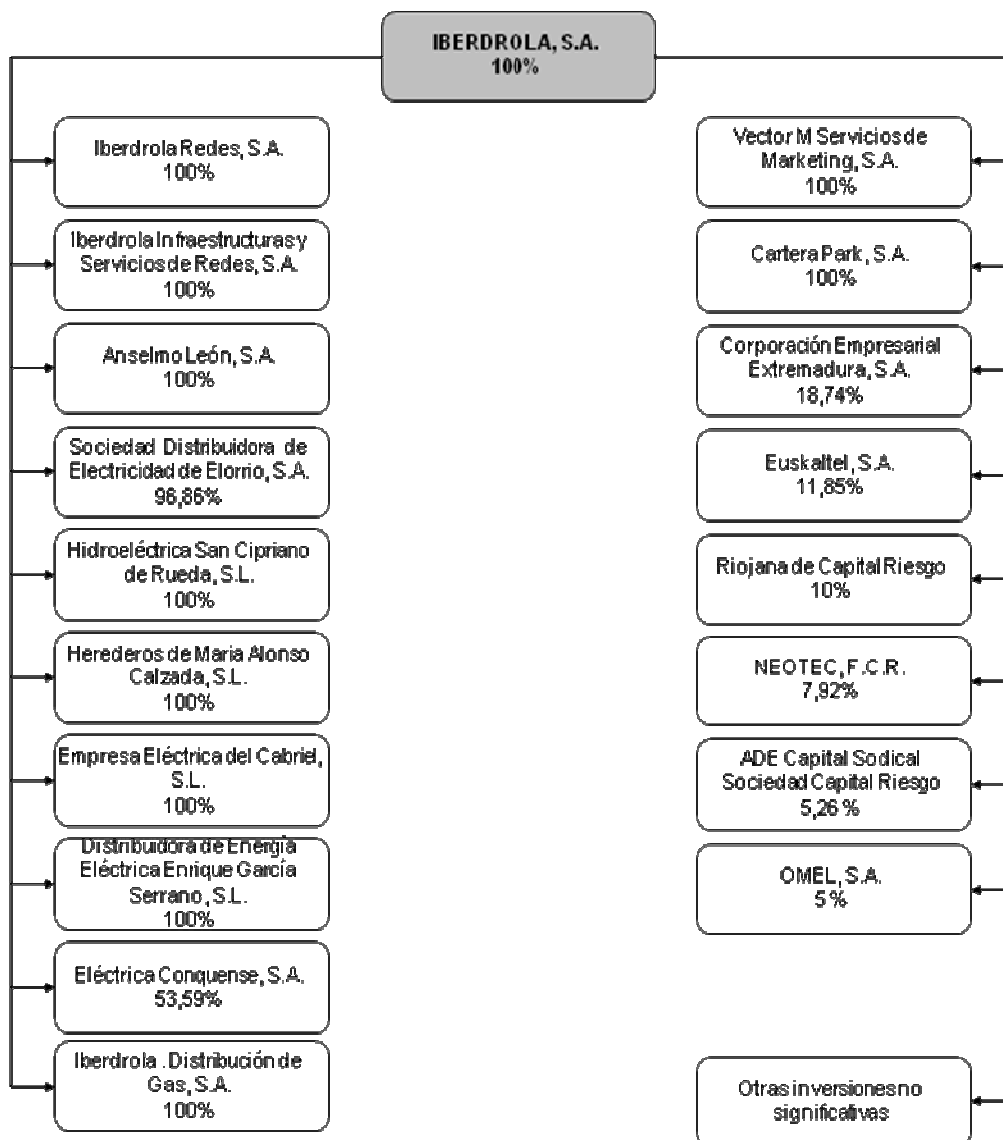 IBERDROLA, S.A.
100%
Iberdrola Redes, S.A.
100%
Iberdrola Infraestructuras y
Servicios de Redes, S.A.
100%
Anselmo León, S.A.
100%
Sociedad Distribuidora de
Electricidad de Elorrio, S.A.
96,86%
Hidroeléctrica San Cipriano
de Rueda, S.L.
100%
Herederos de Maria Alonso
Calzada, S.L.
100%
Empresa Eléctrica del Cabriel,
S.L.
100%
Distribuidora de Energía
Eléctrica Enrique García
Serrano, S.L.
100%
Eléctrica Conquense, S.A.
53,59%
Iberdrola .Distribución de
Gas, S.A.
100%
Vector M Servicios de
Marketing, S.A.
100%
Cartera Park, S.A.
100%
Corporación Empresarial
Extremadura, S.A.
18,74%
Euskaltel, S.A.
11,85%
Riojana de Capital Riesgo
10%
NEOTEC, F.C.R.
7,92%
ADE Capital Sodical
Sociedad Capital Riesgo
5,26 %
OMEL, S.A.
5 %
Otras inversiones no
significativas